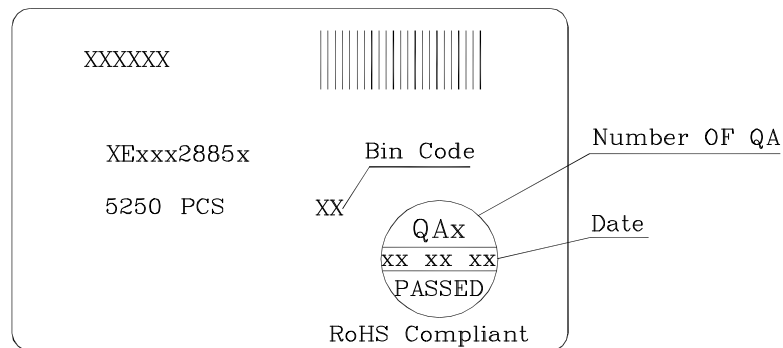 XXXXXX
XExxx2885x
Bin Code
Number OF QA
5250 PCS
XX
QAx
Date
xx xx xx
PASSED
RoHS Compliant